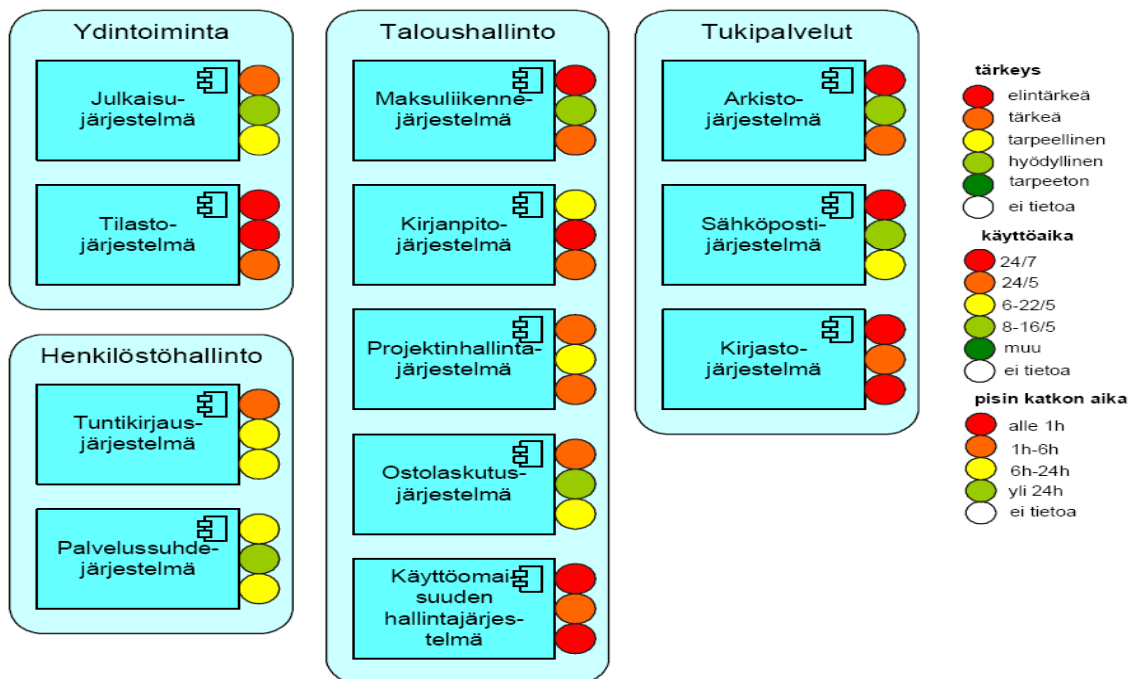 Ydintoiminta
Julkaisu-
järjestelmä
Tilasto-
järjestelmä
Henkilöstöhallinto
Tuntikirjaus-
järjestelmä
Palvelussuhde-
järjestelmä
Taloushallinto
Maksuliikenne-
järjestelmä
Kirjanpito-
järjestelmä
Projektinhallinta-
järjestelmä
Ostolaskutus-
järjestelmä
Käyttöomai-
suuden
hallintajärjes-
telmä
Tukipalvelut
Arkisto-
järjestelmä
Sähköposti-
järjestelmä
Kirjasto-
järjestelmä
tärkeys
elintärkeä
tärkeä
tarpeellinen
hyödyllinen
tarpeeton
ei tietoa
käyttöaika
24/7
24/5
6-22/5
8-16/5
muu
ei tietoa
pisin katkon aika
alle 1h
1h-6h
6h-24h
yli 24h
ei tietoa